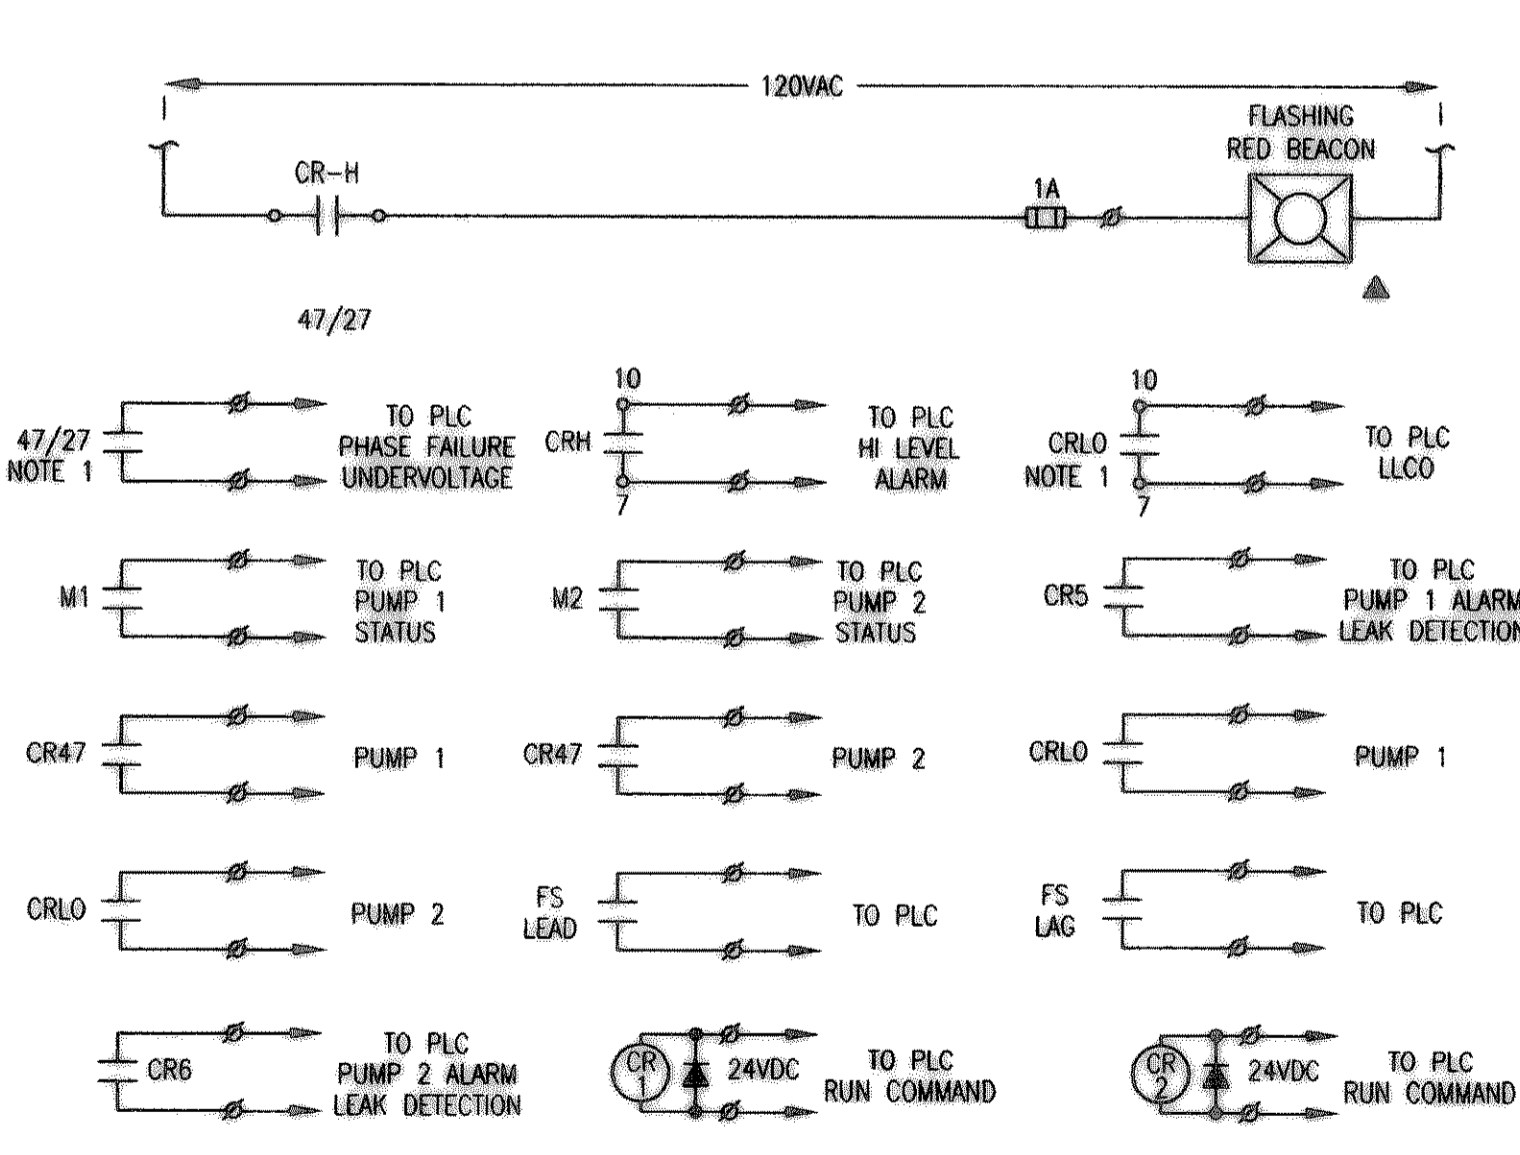 120VAC
FLASHING
RED BEACON
CR-H
1A
47/27
47/27
NOTE 1
TO PLC
PHASE FAILURE
UNDERVOLTAGE
10
CRH
7
TO PLC
HI LEVEL
ALARM
10
CRLO
NOTE 1
7
TO PLC
LLCO
M1
TO PLC
PUMP 1
STATUS
M2
TO PLC
PUMP 2
STATUS
CR5
TO PLC
PUMP 1 ALARM
LEAK DETECTION
CR47
PUMP 1
CR47
PUMP 2
CRLO
PUMP 1
CRLO
PUMP 2
FS
LEAD
TO PLC
FS
LAG
TO PLC
CR6
TO PLC
PUMP 2 ALARM
LEAK DETECTION
CR
1
24VDC
TO PLC
RUN COMMAND
CR
2
24VDC
TO PLC
RUN COMMAND